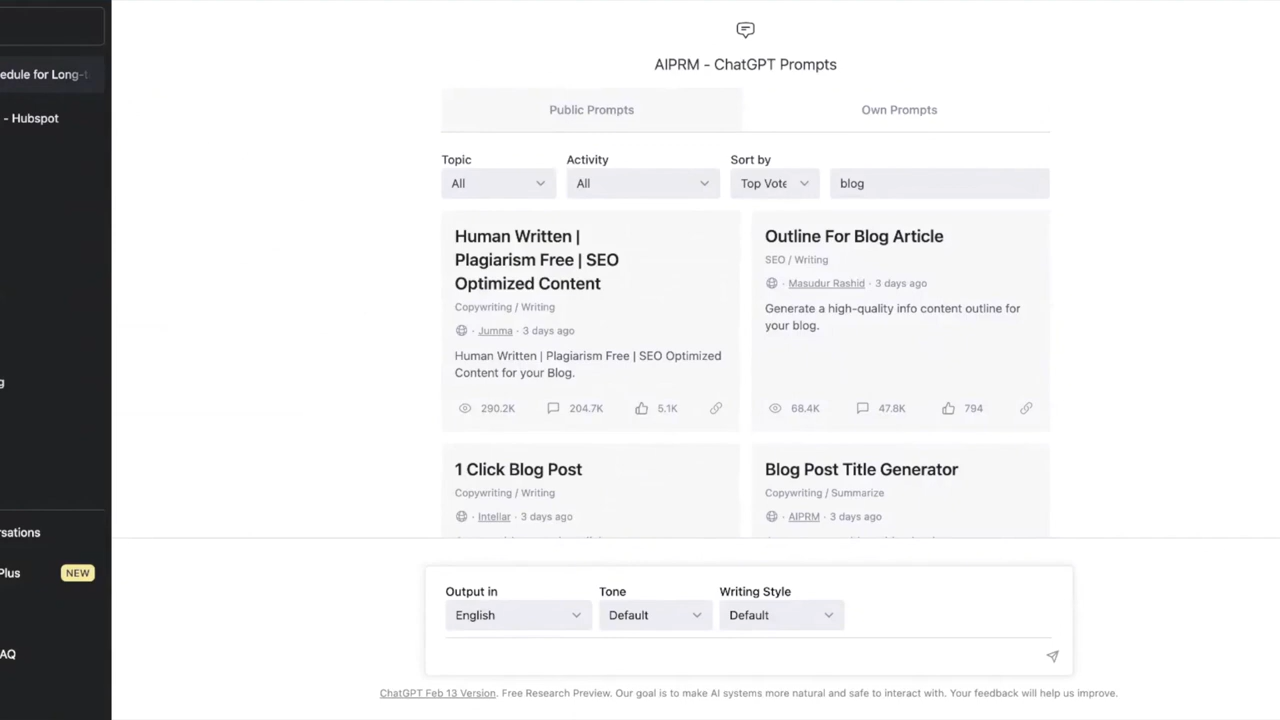 edule for Long-t
- Hubspot
g
rsations
Plus
NEW
AQ
AIPRM - ChatGPT Prompts
Public Prompts
Own Prompts
Topic
Activity
Sort by
All
All
Top Vote
blog
Human Written |
Plagiarism Free | SEO
Optimized Content
Copywriting / Writing
· Jumma · 3 days ago
Human Written | Plagiarism Free | SEO Optimized
Content for your Blog.
290.2K
204.7K
5.1K
Outline For Blog Article
SEO / Writing
· Masudur Rashid · 3 days ago
Generate a high-quality info content outline for
your blog.
68.4K
47.8K
794
1 Click Blog Post
Copywriting / Writing
· Intellar · 3 days ago
Blog Post Title Generator
Copywriting / Summarize
· AIPRM · 3 days ago
Output in
Tone
Writing Style
English
Default
Default
ChatGPT Feb 13 Version. Free Research Preview. Our goal is to make AI systems more natural and safe to interact with. Your feedback will help us improve.